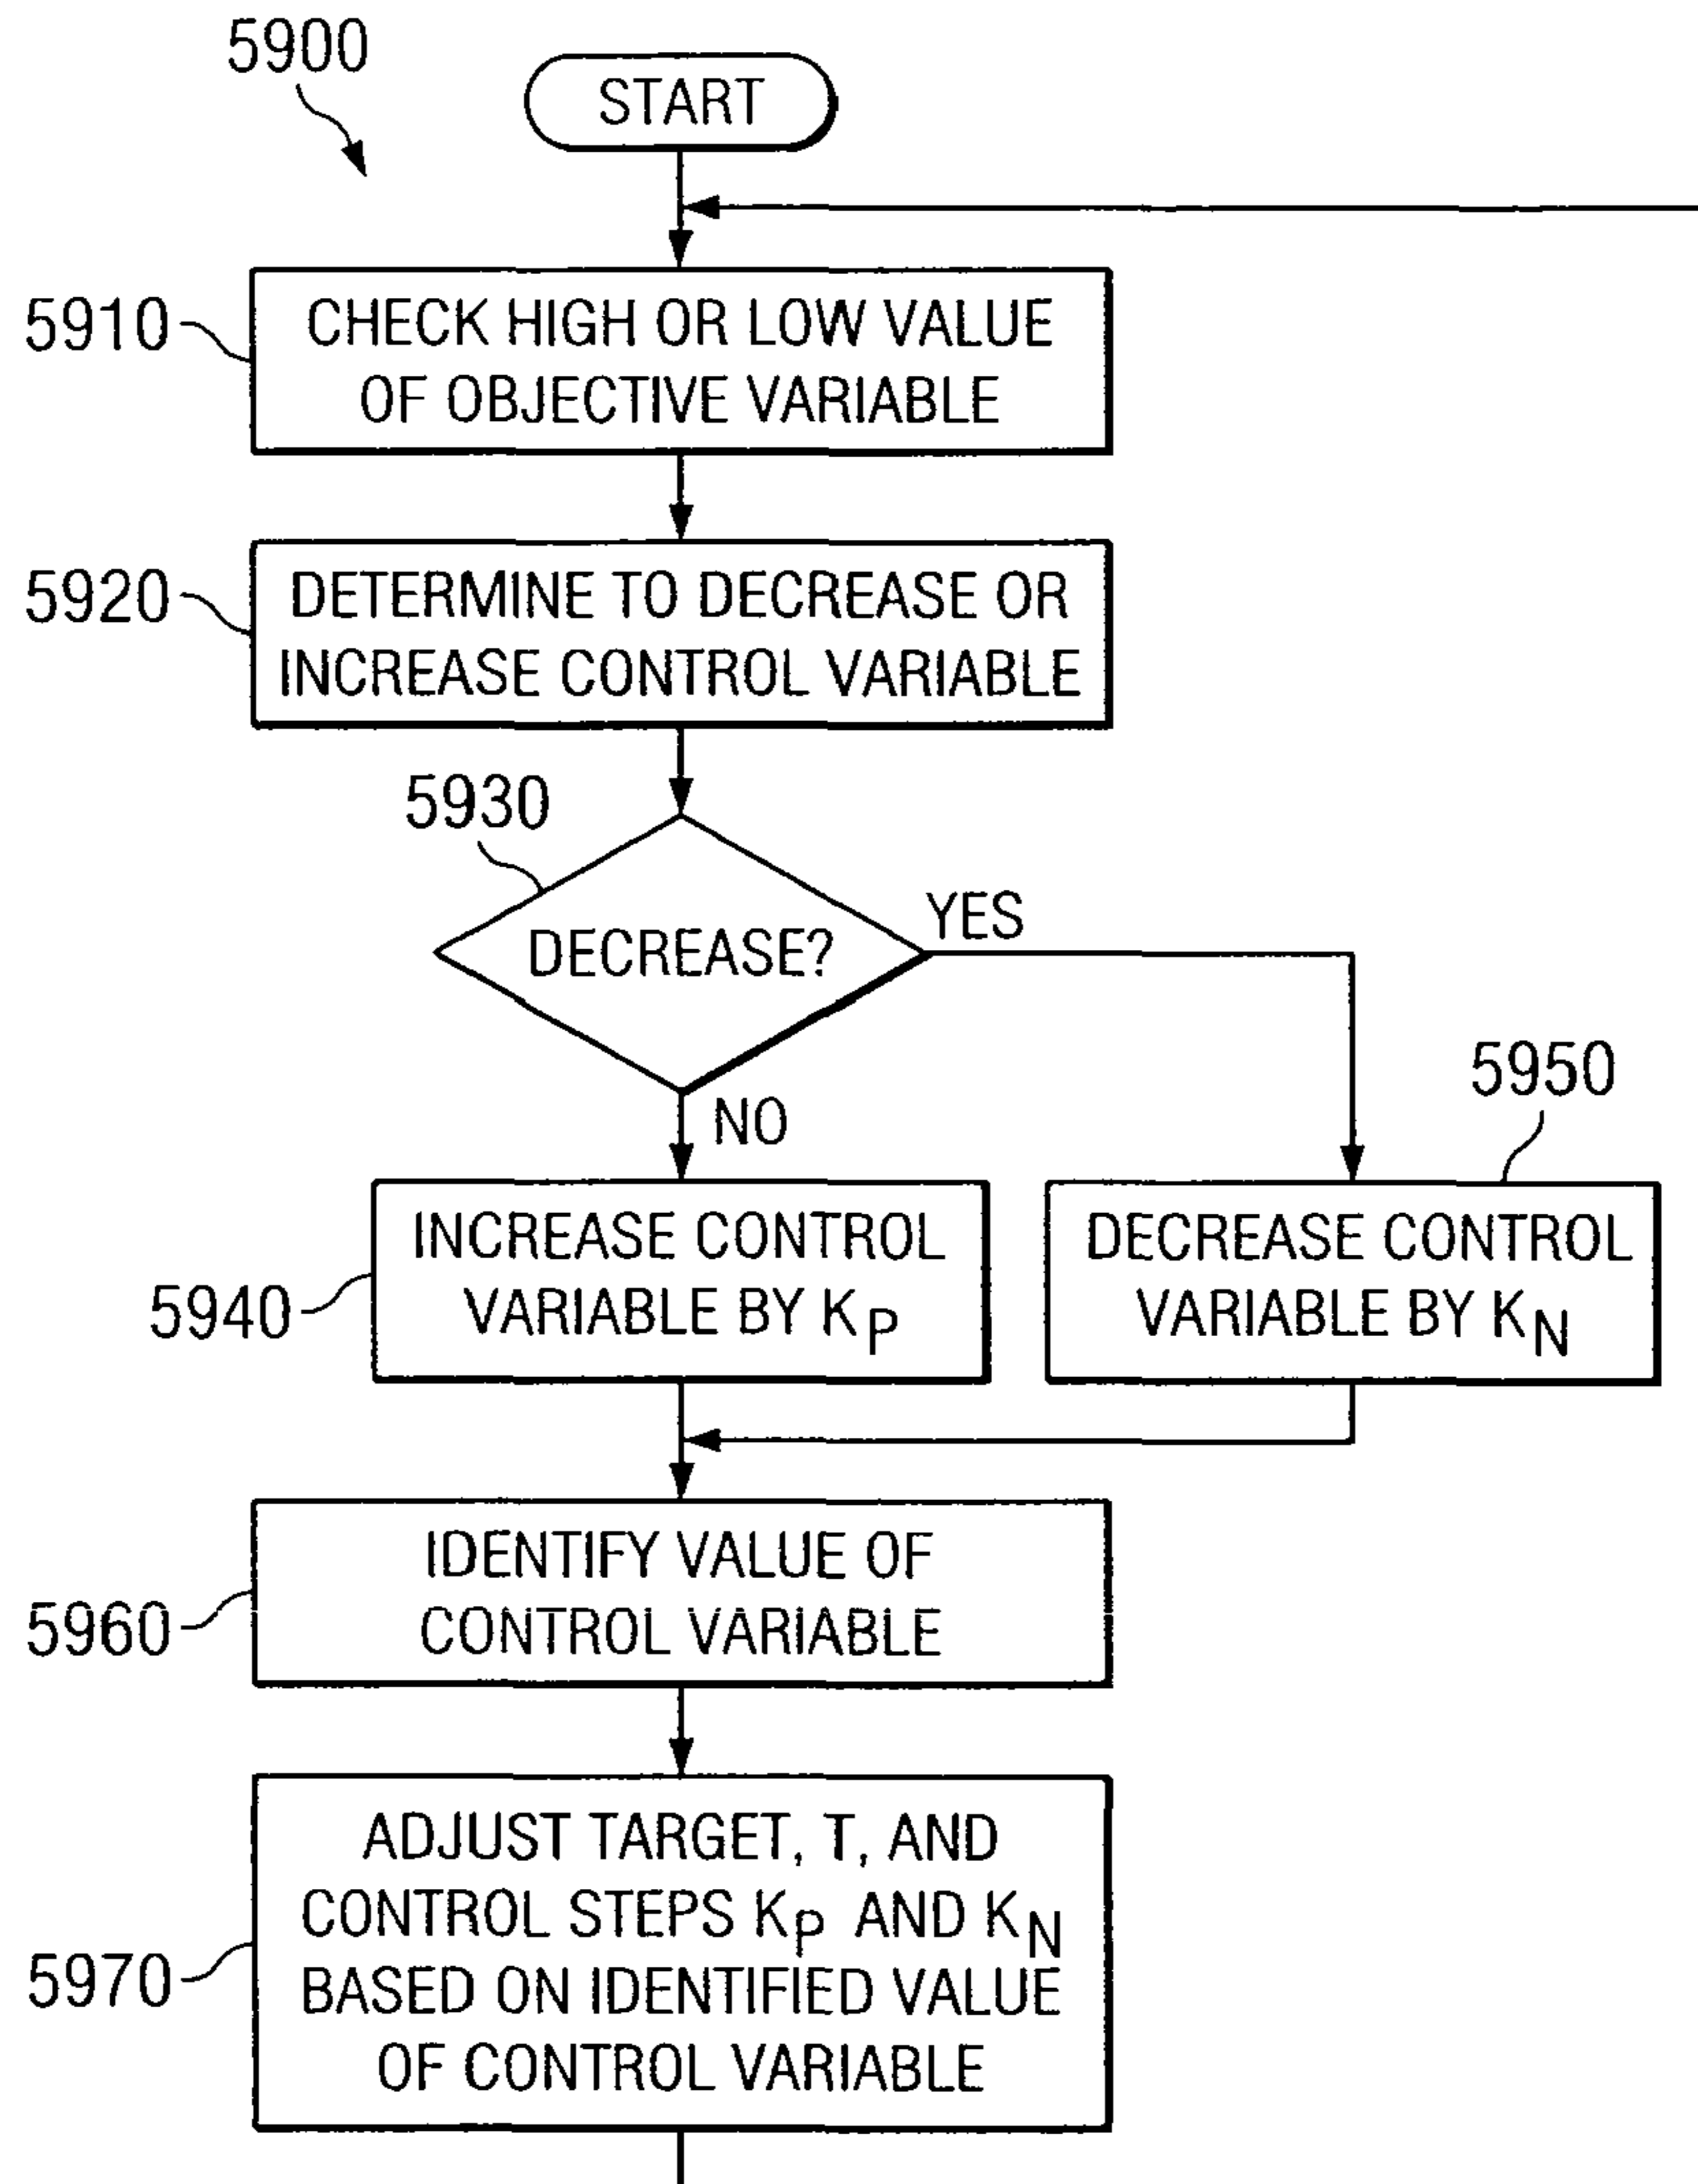 5900
START
5910
CHECK HIGH OR LOW VALUE
OF OBJECTIVE VARIABLE
5920
DETERMINE TO DECREASE OR
INCREASE CONTROL VARIABLE
5930
DECREASE?
YES
NO
5940
INCREASE CONTROL
VARIABLE BY KP
5950
DECREASE CONTROL
VARIABLE BY KN
5960
IDENTIFY VALUE OF
CONTROL VARIABLE
5970
ADJUST TARGET, T, AND
CONTROL STEPS KP AND KN
BASED ON IDENTIFIED VALUE
OF CONTROL VARIABLE